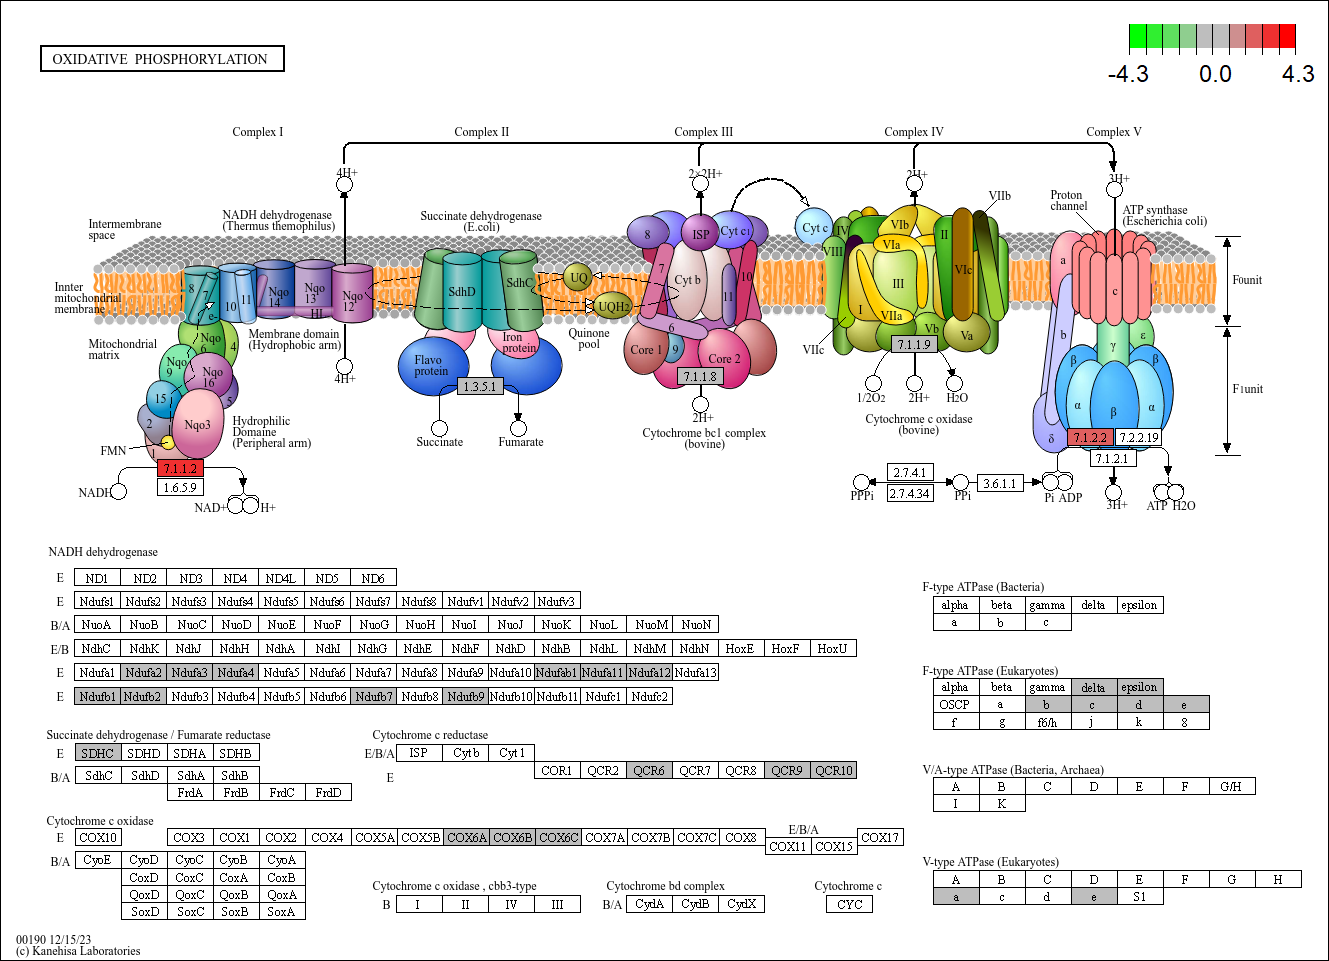 OXIDATIVE PHOSPHORYLATION
-4.3 0.0 4.3
Complex I Complex II Complex III Complex IV Complex V
4H+ 2×2H+ 2H+ 3H+
Intermembrane
space
NADH dehydrogenase
(Thermus themophilus)
Succinate dehydrogenase
(E.coli)
VIIb
Proton
channel
ATP synthase
(Escherichia coli)
8 ISP Cyt c1 Cyt c IV VIb II
VIII VIa VIc
Innter
mitochondrial
membrane
8 7 e- 10 11 Nqo 14 Nqo 13 Nqo 12 HI
SdhD SdhC UQ UQH2
7 Cyt b 10 11 6
III I VIIa Vb Va VIIc
a c b
F0unit
Mitochondrial
matrix
Nqo 6 4 Nqo 9 Nqo 16 15 5 2 Nqo3 1
Membrane domain
(Hydrophobic arm)
4H+
Flavo
protein
Iron
protein
Quinone
pool
Core 1 9 Core 2
γ ε β β α β α δ
F1unit
7.1.1.9
1.3.5.1
7.1.1.8
Succinate Fumarate
2H+
Cytochrome bc1 complex
(bovine)
1/2O2 2H+ H2O
Cytochrome c oxidase
(bovine)
Hydrophilic
Domaine
(Peripheral arm)
FMN
7.1.1.2
1.6.5.9
NADH NAD+ H+
7.1.2.2 7.2.2.19
7.1.2.1
2.7.4.1
2.7.4.34
3.6.1.1
PPPi PPi Pi ADP 3H+ ATP H2O
NADH dehydrogenase
E ND1 ND2 ND3 ND4 ND4L ND5 ND6
E Ndufs1 Ndufs2 Ndufs3 Ndufs4 Ndufs5 Ndufs6 Ndufs7 Ndufs8 Ndufv1 Ndufv2 Ndufv3
B/A NuoA NuoB NuoC NuoD NuoE NuoF NuoG NuoH NuoI NuoJ NuoK NuoL NuoM NuoN
E/B NdhC NdhK NdhJ NdhH NdhA NdhI NdhG NdhE NdhF NdhD NdhB NdhL NdhM NdhN HoxE HoxF HoxU
E Ndufa1 Ndufa2 Ndufa3 Ndufa4 Ndufa5 Ndufa6 Ndufa7 Ndufa8 Ndufa9 Ndufa10 Ndufab1 Ndufa11 Ndufa12 Ndufa13
E Ndufb1 Ndufb2 Ndufb3 Ndufb4 Ndufb5 Ndufb6 Ndufb7 Ndufb8 Ndufb9 Ndufb10 Ndufb11 Ndufc1 Ndufc2
Succinate dehydrogenase / Fumarate reductase
E SDHC SDHD SDHA SDHB
B/A SdhC SdhD SdhA SdhB
FrdA FrdB FrdC FrdD
Cytochrome c reductase
E/B/A ISP Cyt b Cyt 1
E COR1 QCR2 QCR6 QCR7 QCR8 QCR9 QCR10
Cytochrome c oxidase
E COX10 COX3 COX1 COX2 COX4 COX5A COX5B COX6A COX6B COX6C COX7A COX7B COX7C COX8
E/B/A
COX11 COX15
COX17
B/A CyoE CyoD CyoC CyoB CyoA
CoxD CoxC CoxA CoxB
QoxD QoxC QoxB QoxA
SoxD SoxC SoxB SoxA
Cytochrome c oxidase , cbb3-type
B I II IV III
Cytochrome bd complex
B/A CydA CydB CydX
Cytochrome c
CYC
F-type ATPase (Bacteria)
alpha beta gamma delta epsilon
a b c
F-type ATPase (Eukaryotes)
alpha beta gamma delta epsilon
OSCP a b c d e
f g f6/h j k 8
V/A-type ATPase (Bacteria, Archaea)
A B C D E F G/H
I K
V-type ATPase (Eukaryotes)
A B C D E F G H
a c d e S1
00190 12/15/23
(c) Kanehisa Laboratories